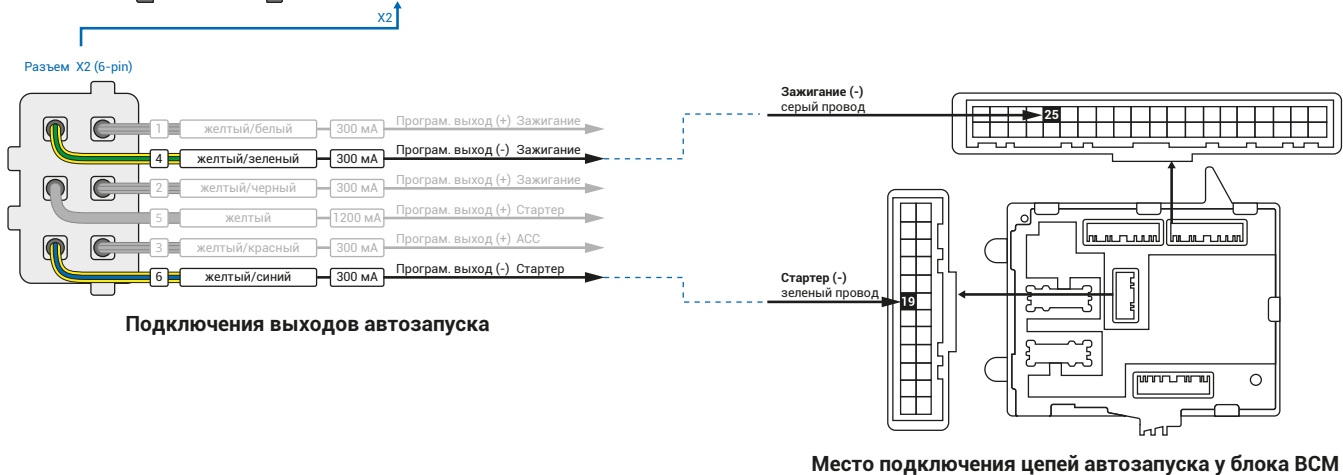 X2
Разъем X2 (6-pin)
1 желтый/белый 300 мА Програм. выход (+) Зажигание
4 желтый/зеленый 300 мА Програм. выход (-) Зажигание
2 желтый/черный 300 мА Програм. выход (+) Зажигание
5 желтый 1200 мА Програм. выход (+) Стартер
3 желтый/красный 300 мА Програм. выход (+) ACC
6 желтый/синий 300 мА Програм. выход (-) Стартер
Подключения выходов автозапуска
Зажигание (-)
серый провод
25
Стартер (-)
зеленый провод
19
Место подключения цепей автозапуска у блока BCM